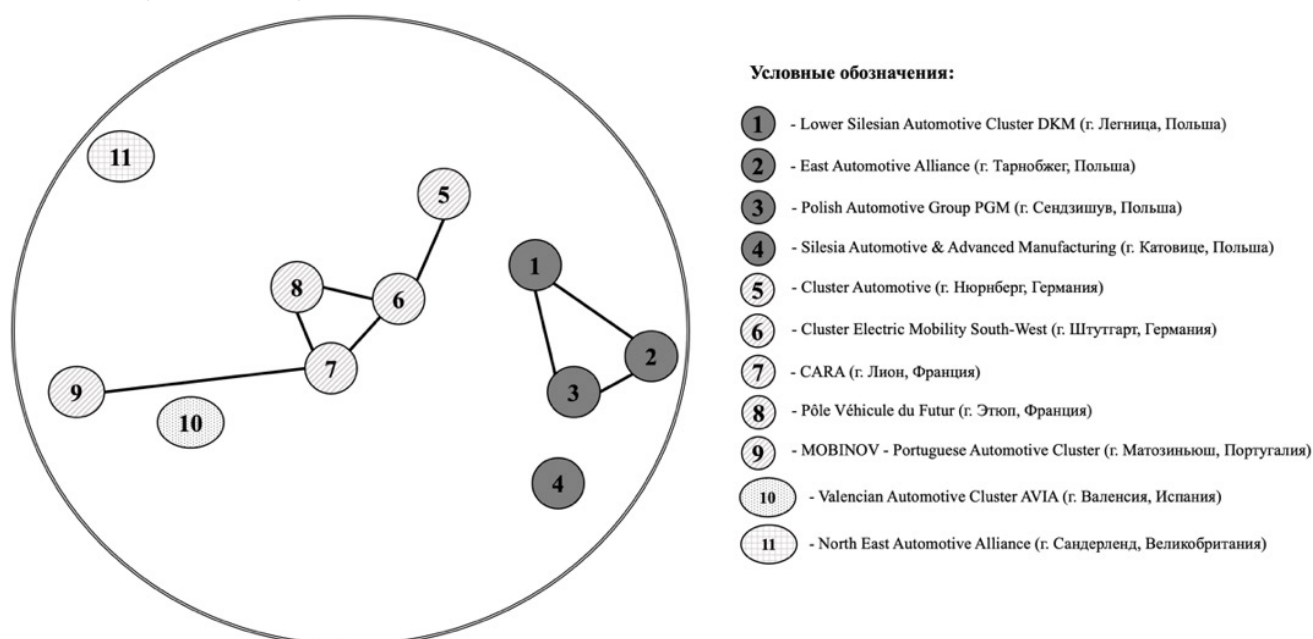 Условные обозначения:
1 - Lower Silesian Automotive Cluster DKM (г. Легница, Польша)
2 - East Automotive Alliance (г. Тарнобжег, Польша)
3 - Polish Automotive Group PGM (г. Сендзишув, Польша)
4 - Silesia Automotive & Advanced Manufacturing (г. Катовице, Польша)
5 - Cluster Automotive (г. Нюрнберг, Германия)
6 - Cluster Electric Mobility South-West (г. Штутгарт, Германия)
7 - CARA (г. Лион, Франция)
8 - Pôle Véhicule du Futur (г. Этюп, Франция)
9 - MOBINOV - Portuguese Automotive Cluster (г. Матозиньюш, Португалия)
10 - Valencian Automotive Cluster AVIA (г. Валенсия, Испания)
11 - North East Automotive Alliance (г. Сандерленд, Великобритания)
11
5
1
8
6
2
7
3
9
10
4